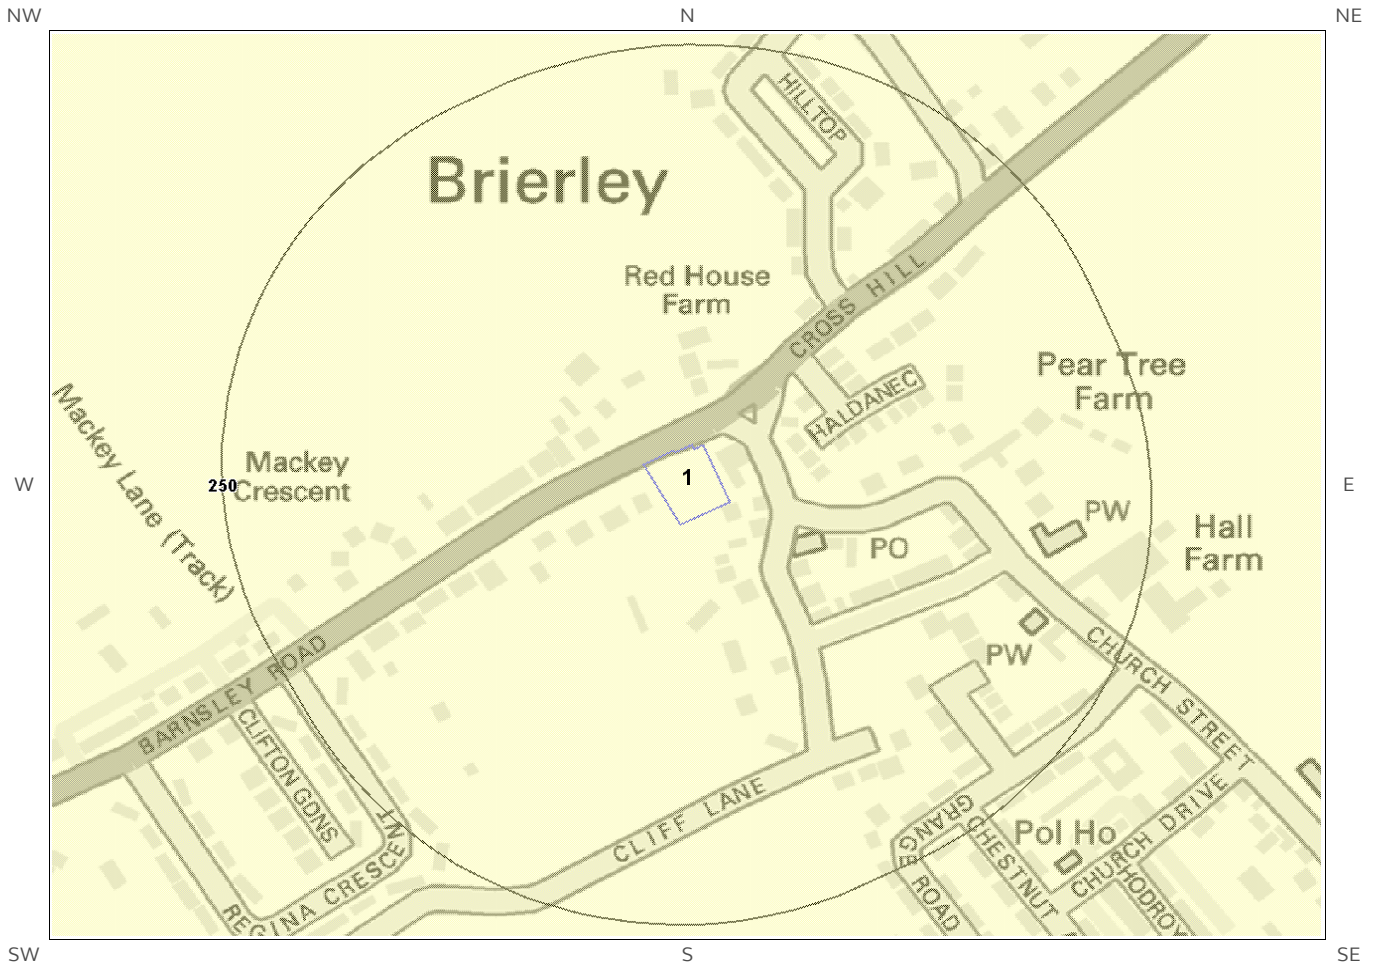 NW
N
NE
HILLTOP
Brierley
Red House
Farm
CROSS HILL
Pear Tree
Farm
HALDANEC
Mackey Lane (Track)
Mackey
Crescent
W
250
1
E
PW
Hall
Farm
PO
PW
CHURCH STREET
BARNSLEY ROAD
CLIFTON GDNS
REGINA CRESCENT
CLIFF LANE
GRANGE
ROAD
CHESTNUT
Pol Ho
CHURCH DRIVE
HODROY
SW
S
SE